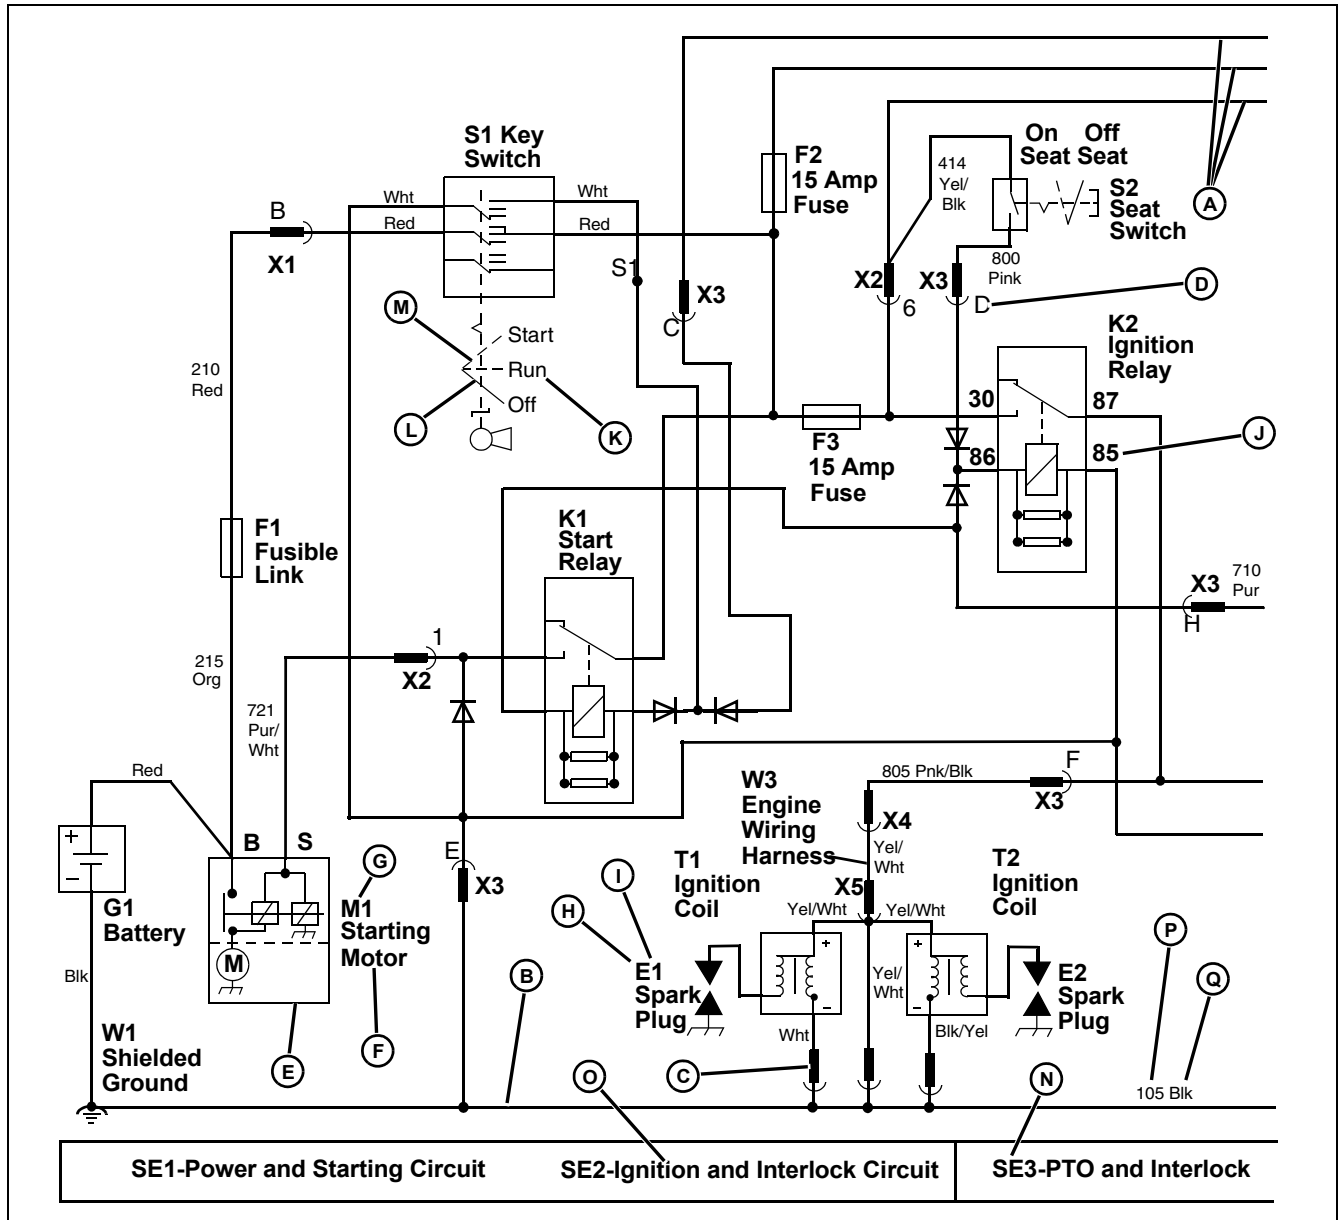 S1 Key
Switch
Wht
Wht
Red
Red
B
X1
S1
M
Start
Run
Off
L
K
210
Red
F1
Fusible
Link
215
Org
721
Pur/
Wht
1
X2
K1
Start
Relay
F2
15 Amp
Fuse
X3
C
F3
15 Amp
Fuse
414
Yel/
Blk
On Off
Seat Seat
S2
Seat
Switch
A
800
Pink
X2
6
X3
D
D
K2
Ignition
Relay
30
87
86
85
J
X3
H
710
Pur
Red
+
−
G1
Battery
Blk
W1
Shielded
Ground
B
S
M
G
M1
Starting
Motor
E
F
E
X3
B
H
I
E1
Spark
Plug
O
C
W3
Engine
Wiring
Harness
805 Pnk/Blk
F
X3
X4
Yel/
Wht
X5
T1
Ignition
Coil
Yel/Wht
Yel/Wht
T2
Ignition
Coil
+
−
+
−
Yel/
Wht
Wht
Blk/Yel
E2
Spark
Plug
N
P
Q
105 Blk
SE1-Power and Starting Circuit
SE2-Ignition and Interlock Circuit
SE3-PTO and Interlock